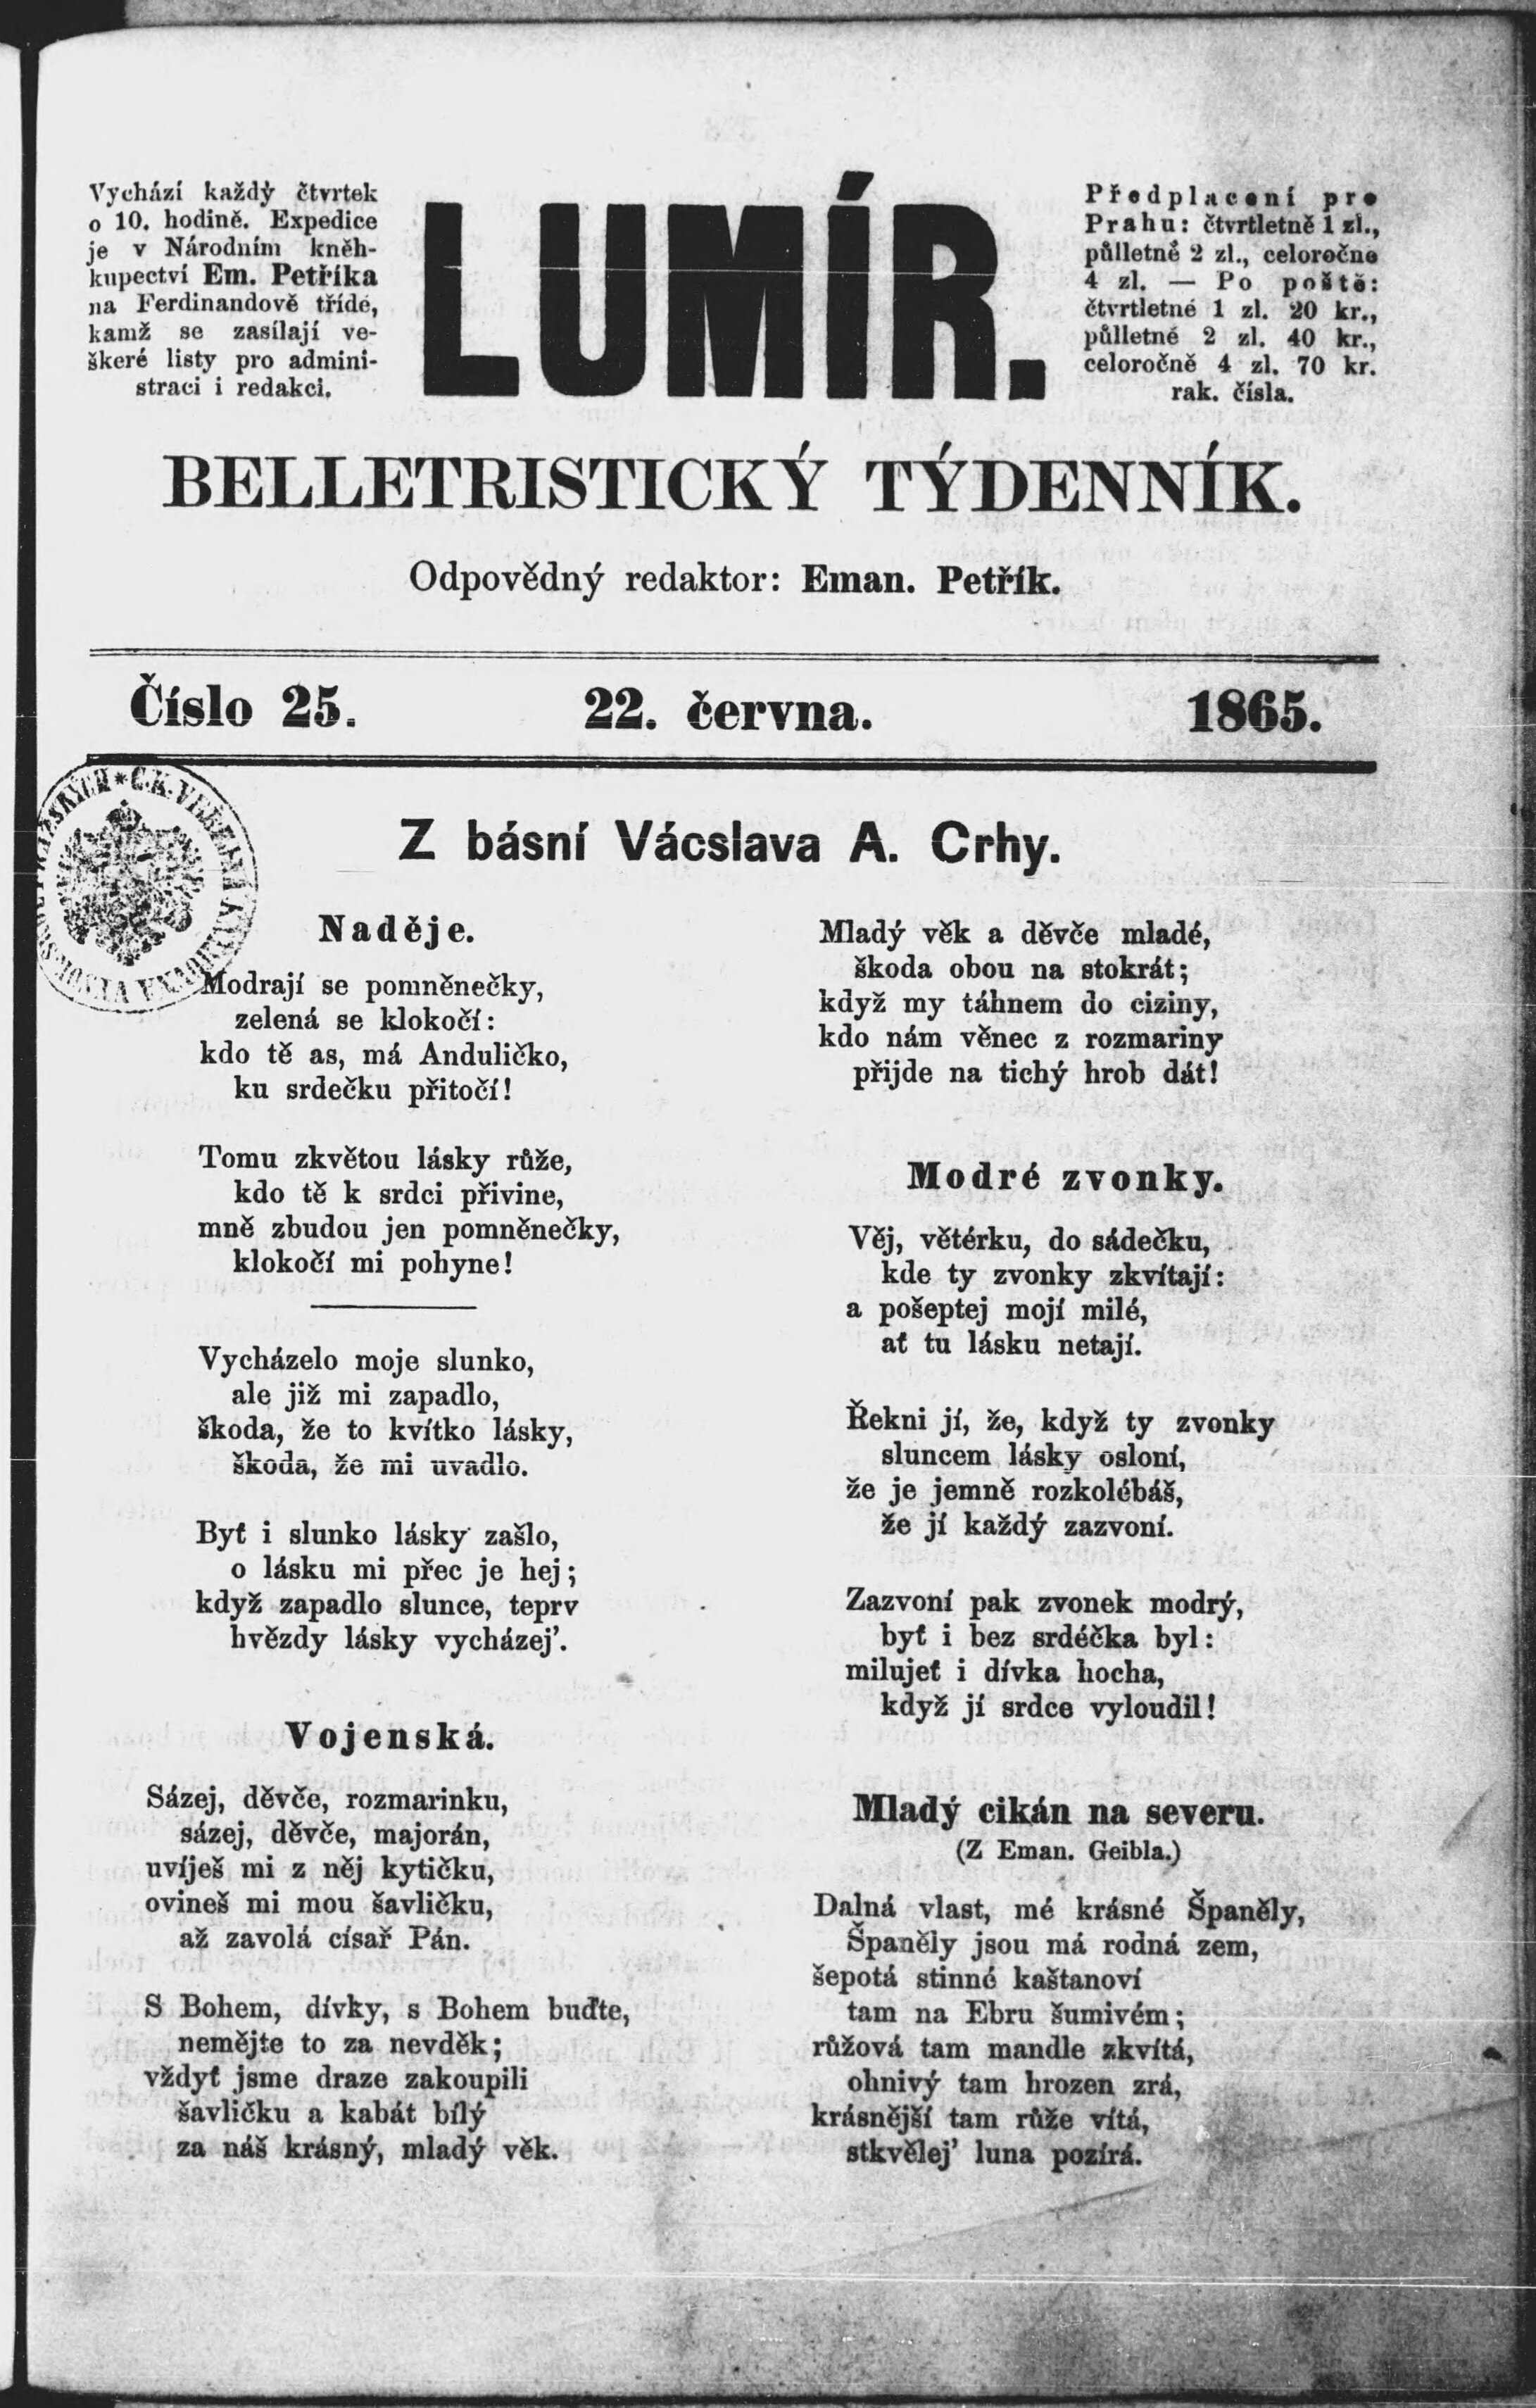 Vychází každý čtvrtek
o 10. hodině. Expedice
je v Národním kněh-
kupectví Em. Petříka
na Ferdinandově třídě,
kamž se zasílají ve-
škeré listy pro admini-
straci i redakci.
LUMÍR.
Předplacení pro
Prahu: čtvrtletně 1 zl.,
půlletně 2 zl., celoročně
4 zl. — Po poště:
čtvrtletně 1 zl. 20 kr.,
půlletně 2 zl. 40 kr.,
celoročně 4 zl. 70 kr.
rak. čísla.
BELLETRISTICKÝ TÝDENNÍK.
Odpovědný redaktor: Eman. Petřík.
Číslo 25. 22. června. 1865.
Z básní Vácslava A. Crhy.
Naděje.
Modrají se pomněnečky,
zelená se klokočí:
kdo tě as, má Anduličko,
ku srdečku přitočí!
Tomu zkvětou lásky růže,
kdo tě k srdci přivine,
mně zbudou jen pomněnečky,
klokočí mi pohyne!
Vycházelo moje slunko,
ale již mi zapadlo,
škoda, že to kvítko lásky,
škoda, že mi uvadlo.
Byť i slunko lásky zašlo,
o lásku mi přec je hej;
když zapadlo slunce, teprv
hvězdy lásky vycházej'.
Vojenská.
Sázej, děvče, rozmarinku,
sázej, děvče, majorán,
uvíješ mi z něj kytičku,
ovineš mi mou šavličku,
až zavolá císař Pán.
S Bohem, dívky, s Bohem buďte,
nemějte to za nevděk;
vždyť jsme draze zakoupili
šavličku a kabát bílý
za náš krásný, mladý věk.
Mladý věk a děvče mladé,
škoda obou na stokrát;
když my táhnem do ciziny,
kdo nám věnec z rozmariny
přijde na tichý hrob dát!
Modré zvonky.
Věj, větérku, do sádečku,
kde ty zvonky zkvítají:
a pošeptej mojí milé,
ať tu lásku netají.
Řekni jí, že, když ty zvonky
sluncem lásky osloní,
že je jemně rozkolébáš,
že jí každý zazvoní.
Zazvoní pak zvonek modrý,
byť i bez srdéčka byl:
milujeť i dívka hocha,
když jí srdce vyloudil!
Mladý cikán na severu.
(Z Eman. Geibla.)
Dalná vlast, mé krásné Španěly,
Španěly jsou má rodná zem,
šepotá stinné kaštanoví
tam na Ebru šumivém;
růžová tam mandle zkvítá,
ohnivý tam hrozen zrá,
krásnější tam růže vítá,
stkvělej' luna pozírá.